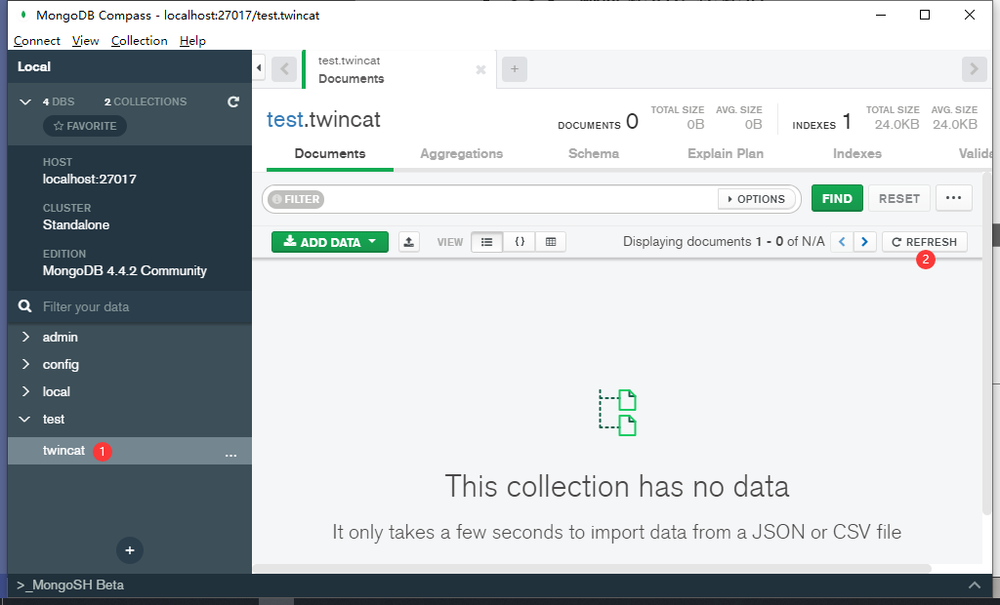 MongoDB Compass - localhost:27017/test.twincat
Connect View Collection Help
Local
4 DBS 2 COLLECTIONS
FAVORITE
HOST
localhost:27017
CLUSTER
Standalone
EDITION
MongoDB 4.4.2 Community
Filter your data
admin
config
local
test
twincat 1 ...
+
test.twincat
Documents
+
test.twincat
DOCUMENTS 0
TOTAL SIZE
0B
AVG. SIZE
0B
INDEXES 1
TOTAL SIZE
24.0KB
AVG. SIZE
24.0KB
Documents Aggregations Schema Explain Plan Indexes Valida
FILTER OPTIONS FIND RESET ...
ADD DATA VIEW {} Displaying documents 1 - 0 of N/A < > REFRESH
2
This collection has no data
It only takes a few seconds to import data from a JSON or CSV file
>_MongoSH Beta